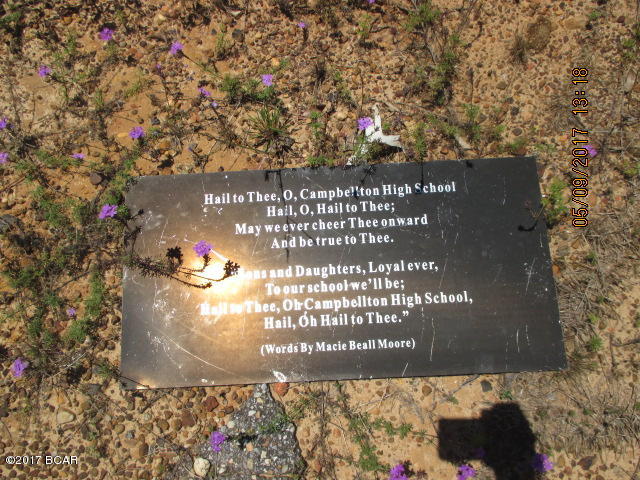 Hail to Thee, O, Campbellton High School
Hail, O, Hail to Thee;
May we ever cheer Thee onward
And be true to Thee.
Sons and Daughters, Loyal ever,
To our school we'll be;
Hail to Thee, Oh Campbellton High School,
Hail, Oh Hail to Thee."
(Words By Macie Beall Moore)
05/09/2017 13:18
©2017 BCAR